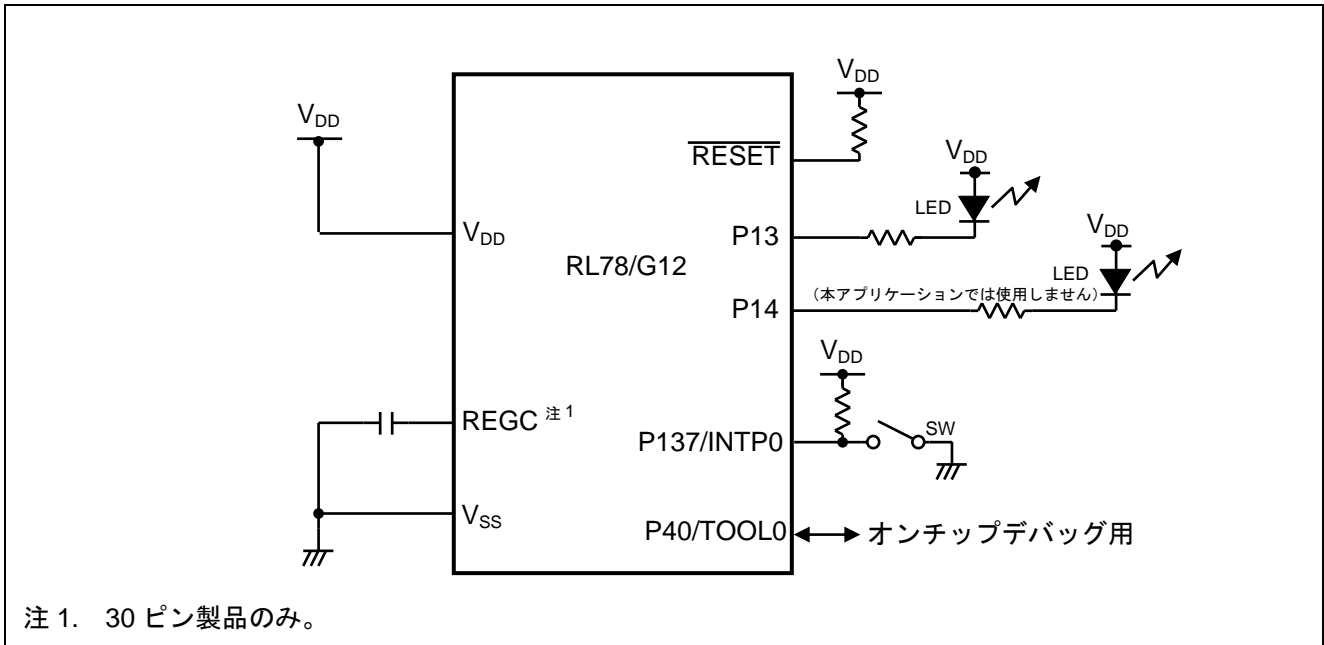 VDD
VDD
RESET
VDD
LED
VDD
P13
VDD
RL78/G12
LED
(本アプリケーションでは使用しません)
P14
VDD
REGC 注1
SW
P137/INTP0
VSS
P40/TOOL0
オンチップデバッグ用
注 1. 30 ピン製品のみ。